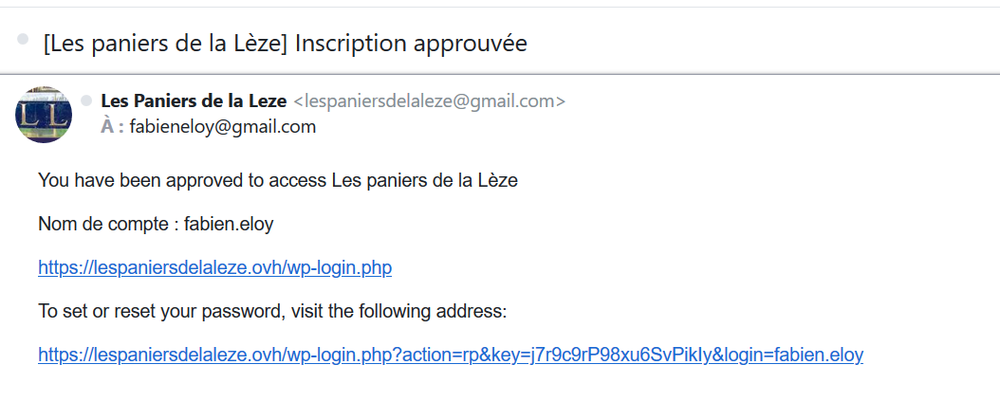 [Les paniers de la Lèze] Inscription approuvée
L L
Les Paniers de la Leze <lespaniersdelaleze@gmail.com>
À : fabieneloy@gmail.com
You have been approved to access Les paniers de la Lèze
Nom de compte : fabien.eloy
https://lespaniersdelaleze.ovh/wp-login.php
To set or reset your password, visit the following address:
https://lespaniersdelaleze.ovh/wp-login.php?action=rp&key=j7r9c9rP98xu6SvPikIy&login=fabien.eloy